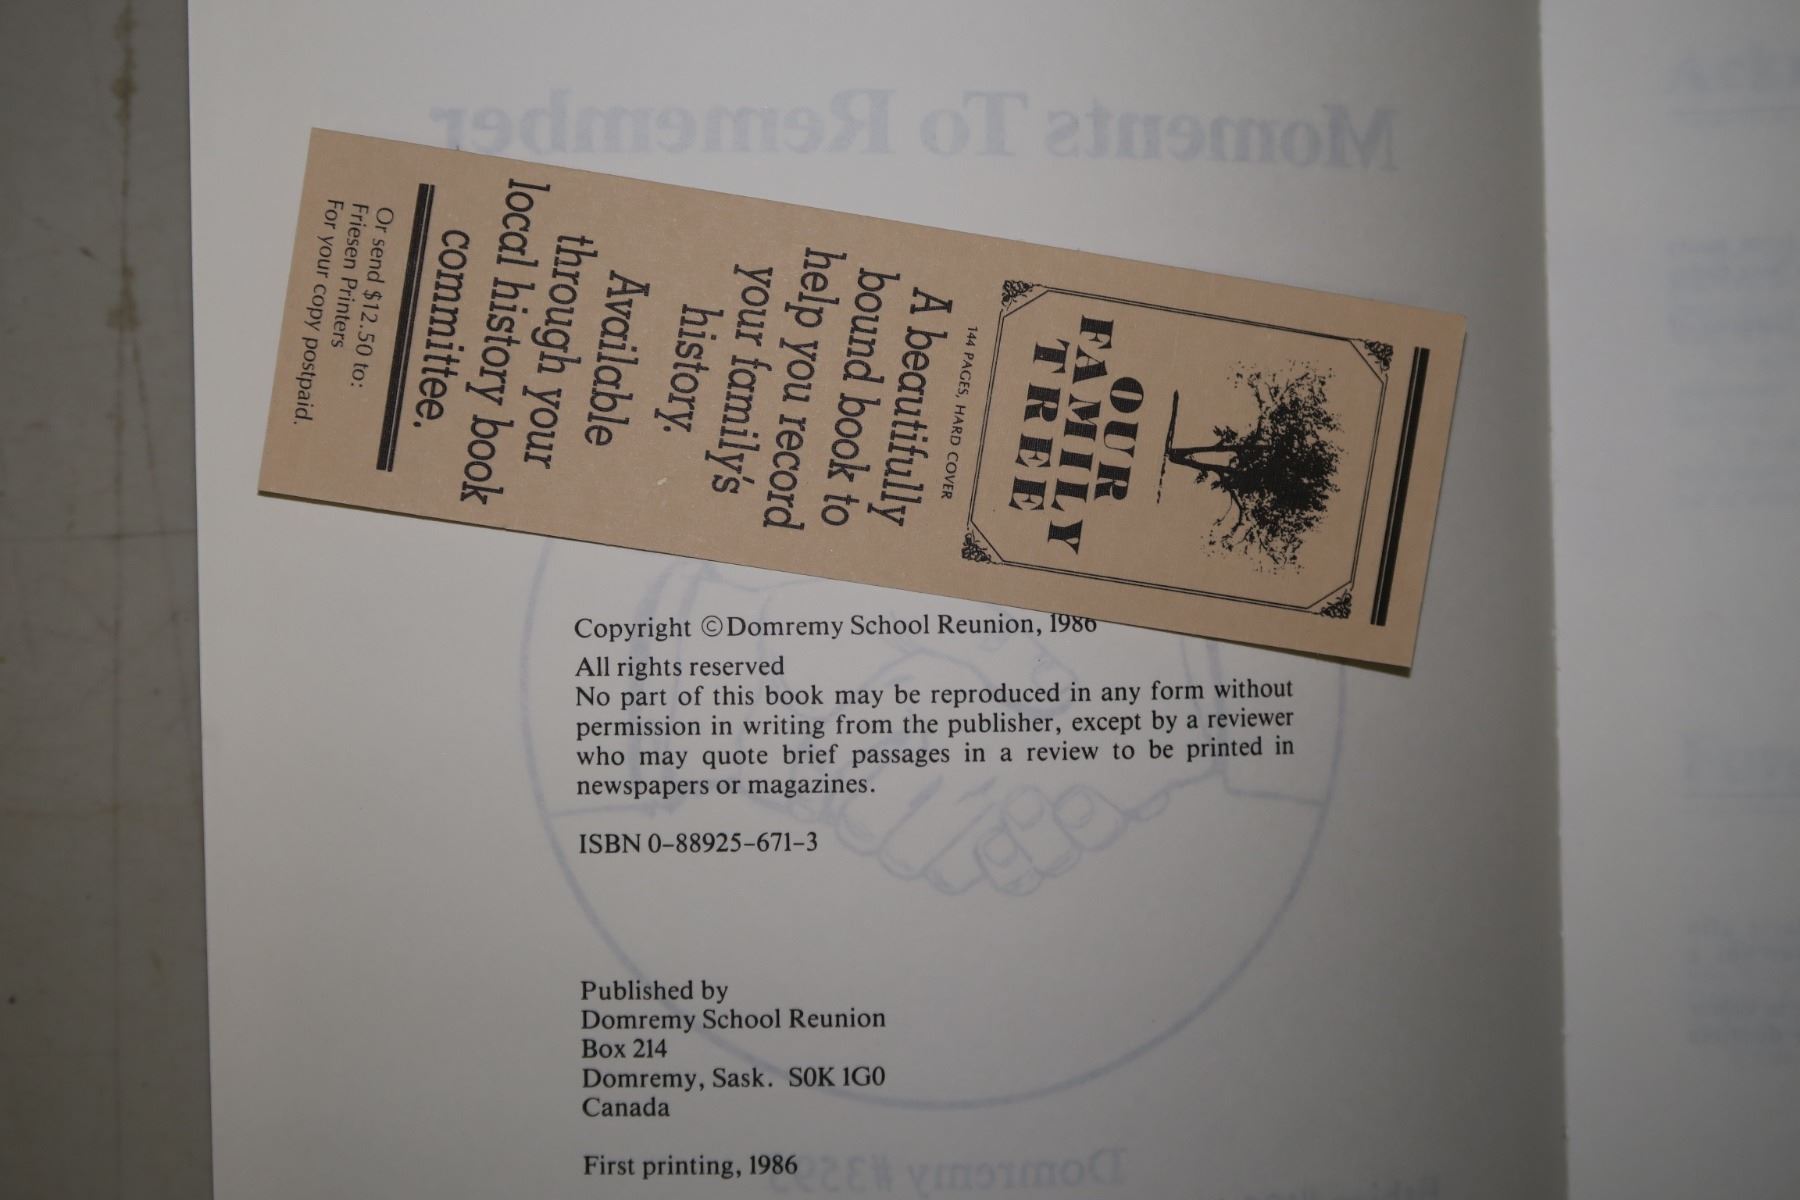 Moments To Remember
OUR
FAMILY
TREE
144 PAGES, HARD COVER
A beautifully
bound book to
help you record
your family's
history.
Available
through your
local history book
committee.
Or send $12.50 to:
Friesen Printers
For your copy postpaid.
Copyright ©Domremy School Reunion, 1986
All rights reserved
No part of this book may be reproduced in any form without
permission in writing from the publisher, except by a reviewer
who may quote brief passages in a review to be printed in
newspapers or magazines.
ISBN 0-88925-671-3
Published by
Domremy School Reunion
Box 214
Domremy, Sask. S0K 1G0
Canada
First printing, 1986
Domremy